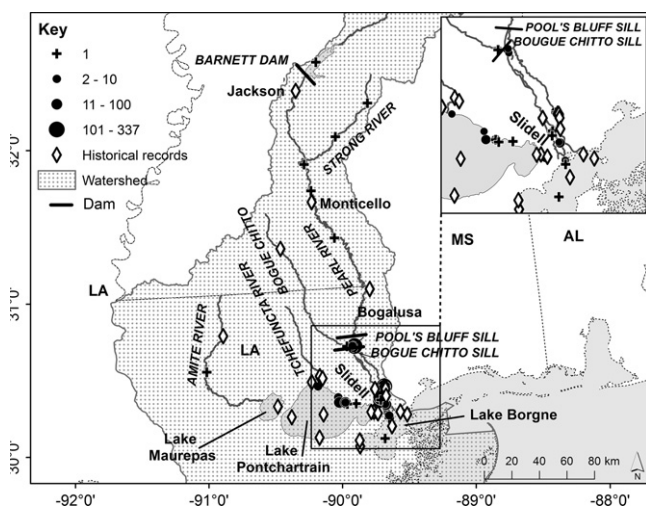 Key
1
2 - 10
11 - 100
101 - 337
Historical records
Watershed
Dam
BARNETT DAM
Jackson
STRONG RIVER
Monticello
BOGUE CHITTO
PEARL RIVER
TCHEFUNCTA RIVER
AMITE RIVER
LA
LA
Bogalusa
POOL'S BLUFF SILL
BOGUE CHITTO SILL
Slidell
Lake Borgne
Lake
Maurepas
Lake
Pontchartrain
POOL'S BLUFF SILL
BOUGUE CHITTO SILL
Slidell
MS
AL
32°0'
31°0'
30°0'
-92°0'
-91°0'
-90°0'
-89°0'
-88°0'
0 20 40 60 80 km
N